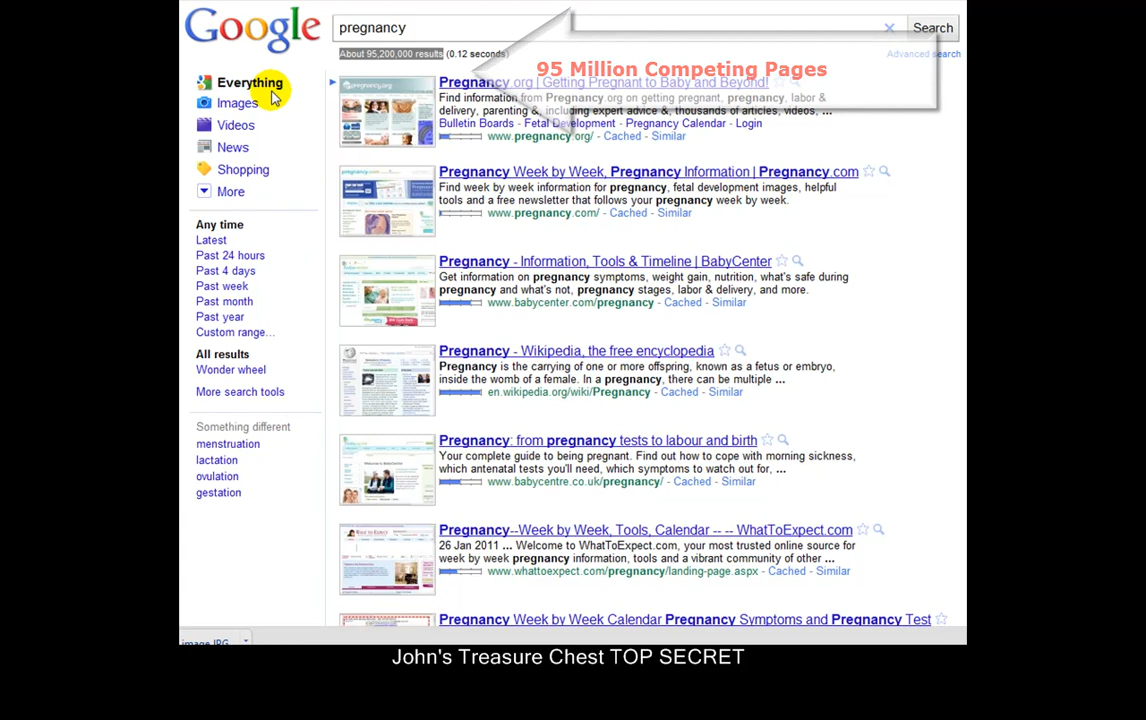 Google
pregnancy
Search
About 95,200,000 results (0.12 seconds)
Advanced search
95 Million Competing Pages
Everything
Images
Videos
News
Shopping
More
Any time
Latest
Past 24 hours
Past 4 days
Past week
Past month
Past year
Custom range...
All results
Wonder wheel
More search tools
Something different
menstruation
lactation
ovulation
gestation
Pregnancy.org | Getting Pregnant to Baby and Beyond!
Find information from Pregnancy.org on getting pregnant, pregnancy, labor &
delivery, parenting &, including expert advice &, thousands of articles, videos, ...
Bulletin Boards - Fetal Development - Pregnancy Calendar - Login
www.pregnancy.org/ - Cached - Similar
Pregnancy Week by Week, Pregnancy Information | Pregnancy.com
Find week by week information for pregnancy, fetal development images, helpful
tools and a free newsletter that follows your pregnancy week by week.
www.pregnancy.com/ - Cached - Similar
Pregnancy - Information, Tools & Timeline | BabyCenter
Get information on pregnancy symptoms, weight gain, nutrition, what's safe during
pregnancy and what's not, pregnancy stages, labor & delivery, and more.
www.babycenter.com/pregnancy - Cached - Similar
Pregnancy - Wikipedia, the free encyclopedia
Pregnancy is the carrying of one or more offspring, known as a fetus or embryo,
inside the womb of a female. In a pregnancy, there can be multiple ...
en.wikipedia.org/wiki/Pregnancy - Cached - Similar
Pregnancy: from pregnancy tests to labour and birth
Your complete guide to being pregnant. Find out how to cope with morning sickness,
which antenatal tests you'll need, which symptoms to watch out for, ...
www.babycentre.co.uk/pregnancy/ - Cached - Similar
Pregnancy--Week by Week, Tools, Calendar -- -- WhatToExpect.com
26 Jan 2011 ... Welcome to WhatToExpect.com, your most trusted online source for
week by week pregnancy information, tools and a vibrant community of other ...
www.whattoexpect.com/pregnancy/landing-page.aspx - Cached - Similar
Pregnancy Week by Week Calendar Pregnancy Symptoms and Pregnancy Test
image.JPG
John's Treasure Chest TOP SECRET